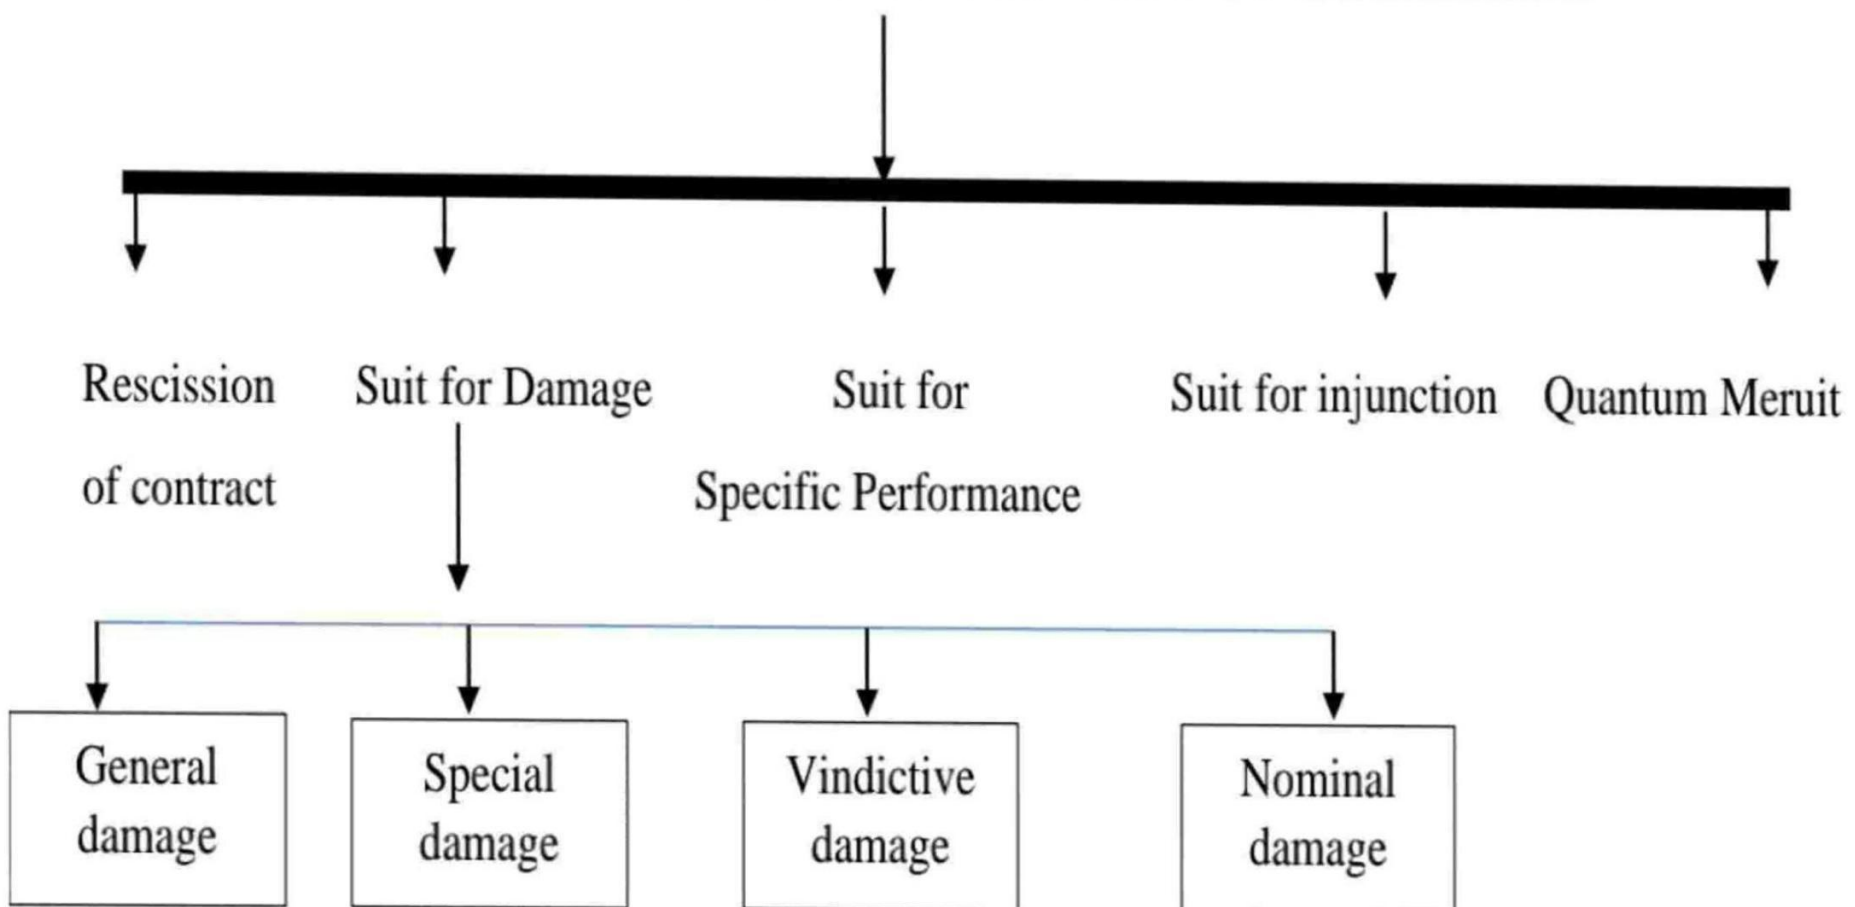 Rescission
of contract
Suit for Damage
Suit for
Specific Performance
Suit for injunction
Quantum Meruit
General
damage
Special
damage
Vindictive
damage
Nominal
damage